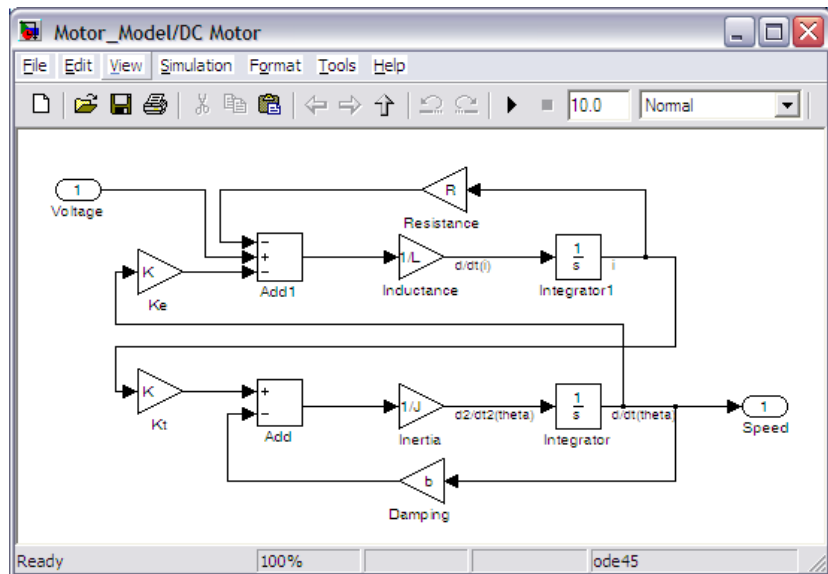 Motor_Model/DC Motor
File Edit View Simulation Format Tools Help
10.0 Normal
1
Voltage
R
Resistance
−
+
−
Add1
1/L
Inductance
d/dt(i)
1
s
Integrator1
i
K
Ke
K
Kt
+
−
Add
1/J
Inertia
d2/dt2(theta)
1
s
Integrator
d/dt(theta)
1
Speed
b
Damping
Ready 100% ode45